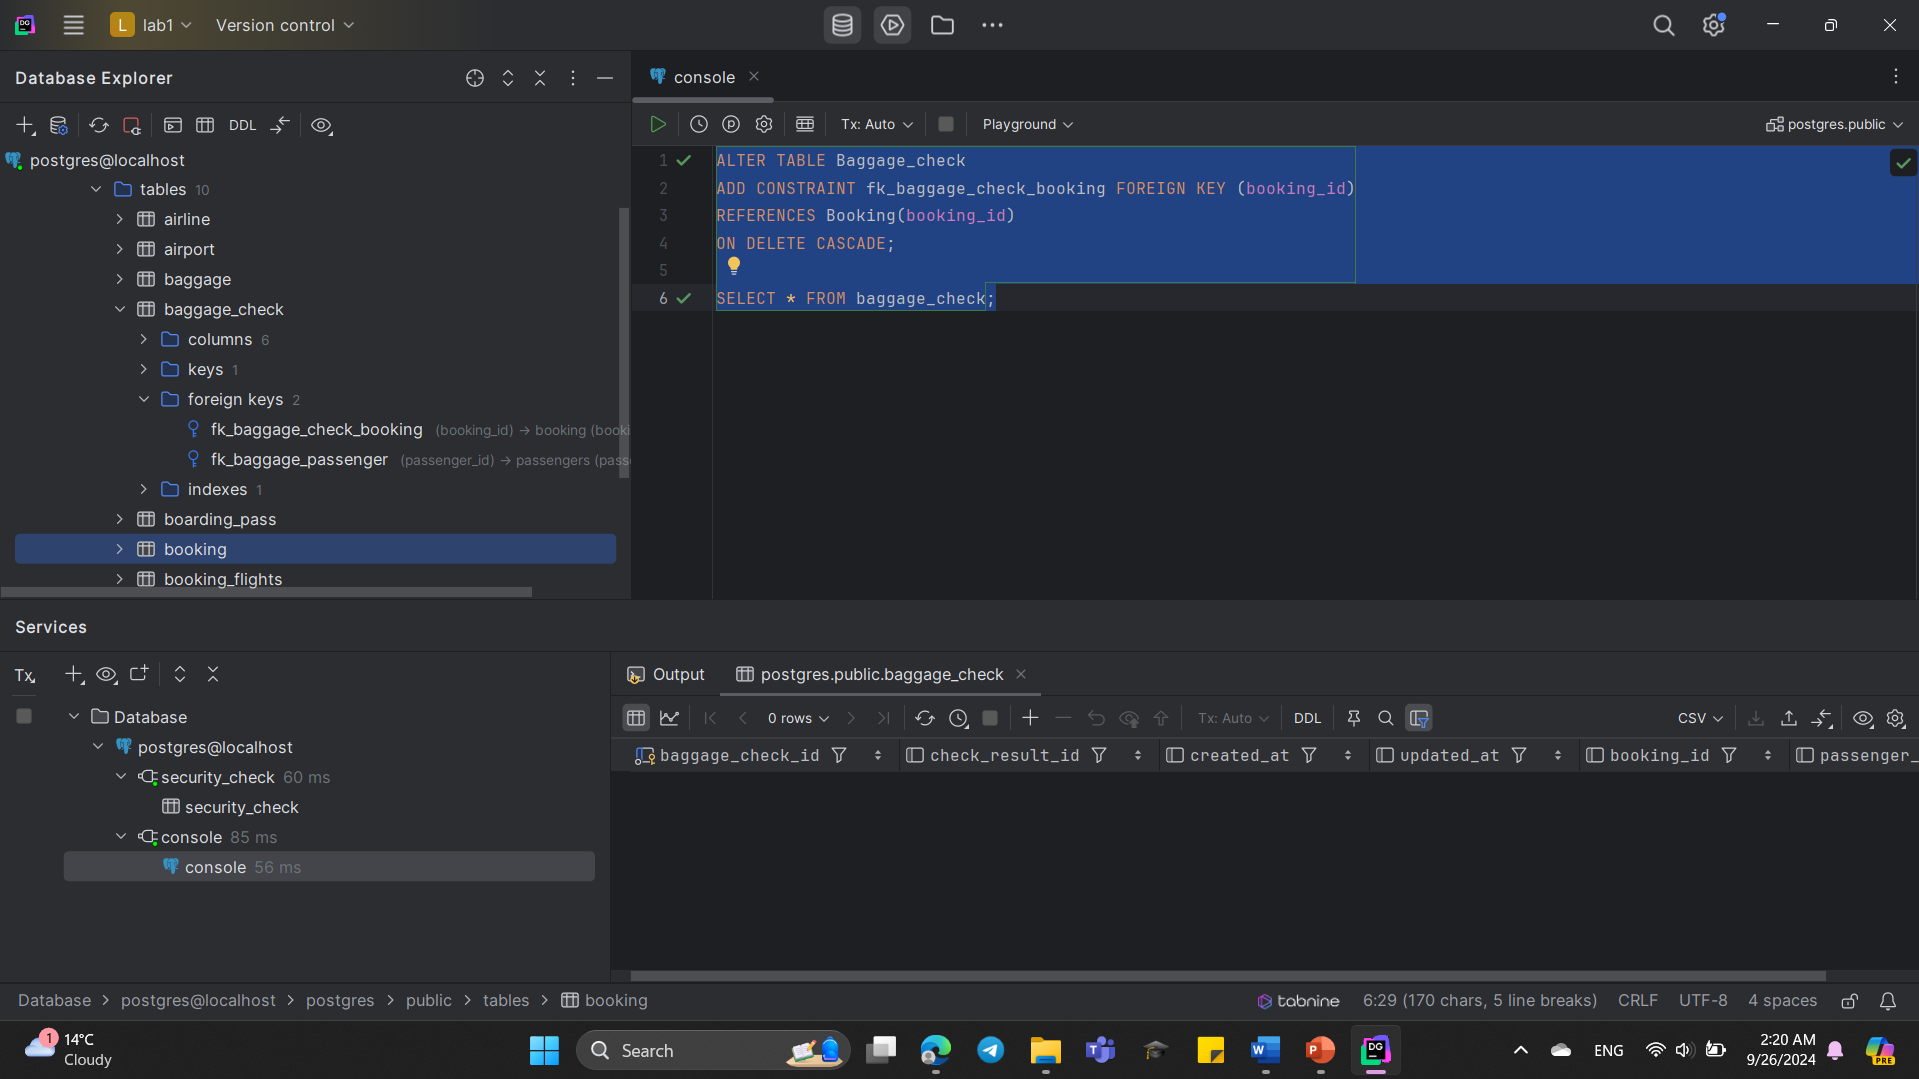 L lab1 Version control
Database Explorer
DDL
postgres@localhost
tables 10
airline
airport
baggage
baggage_check
columns 6
keys 1
foreign keys 2
fk_baggage_check_booking (booking_id) → booking (booki
fk_baggage_passenger (passenger_id) → passengers (pass
indexes 1
boarding_pass
booking
booking_flights
console
Tx: Auto Playground postgres.public
1 ALTER TABLE Baggage_check
2 ADD CONSTRAINT fk_baggage_check_booking FOREIGN KEY (booking_id)
3 REFERENCES Booking(booking_id)
4 ON DELETE CASCADE;
5
6 SELECT * FROM baggage_check;
Services
Tx
Database
postgres@localhost
security_check 60 ms
security_check
console 85 ms
console 56 ms
Output postgres.public.baggage_check
0 rows Tx: Auto DDL CSV
baggage_check_id check_result_id created_at updated_at booking_id passenger_
Database > postgres@localhost > postgres > public > tables > booking
tabnine 6:29 (170 chars, 5 line breaks) CRLF UTF-8 4 spaces
1 14°C
Cloudy
Search
ENG
2:20 AM
9/26/2024
PRE
DG